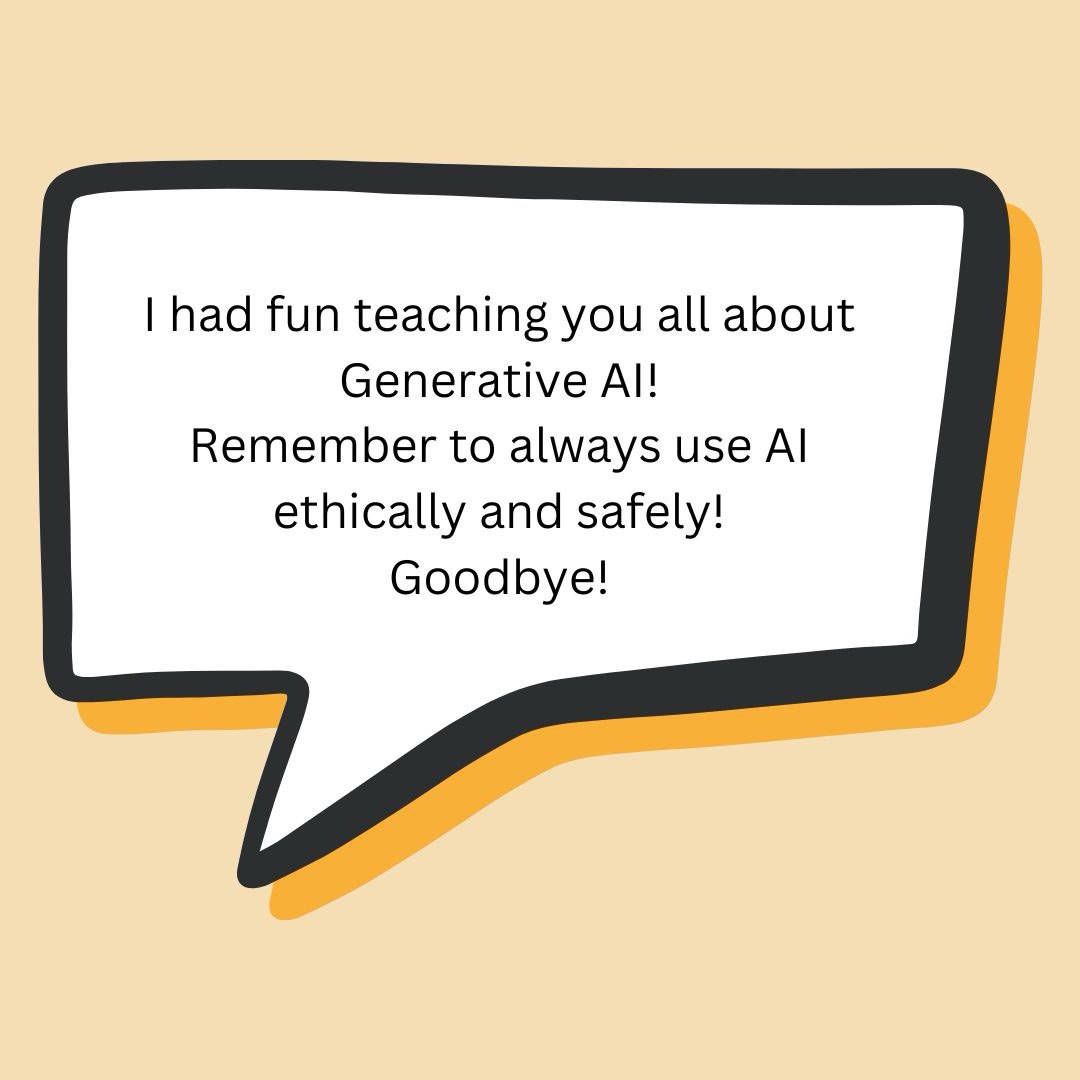 I had fun teaching you all about
Generative AI!
Remember to always use AI
ethically and safely!
Goodbye!